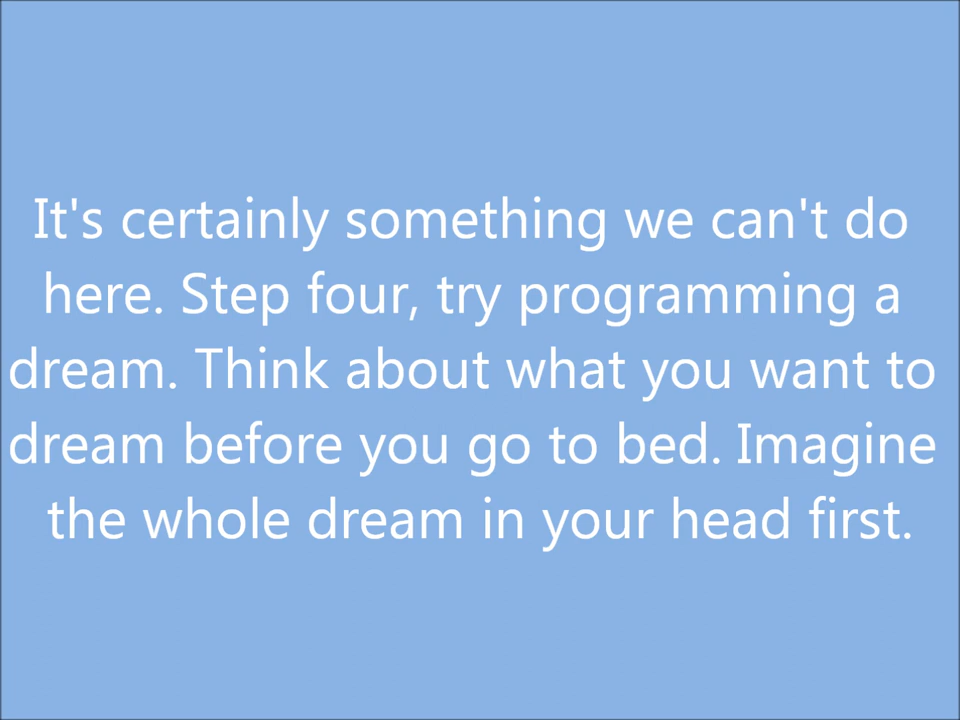 It's certainly something we can't do
here. Step four, try programming a
dream. Think about what you want to
dream before you go to bed. Imagine
the whole dream in your head first.